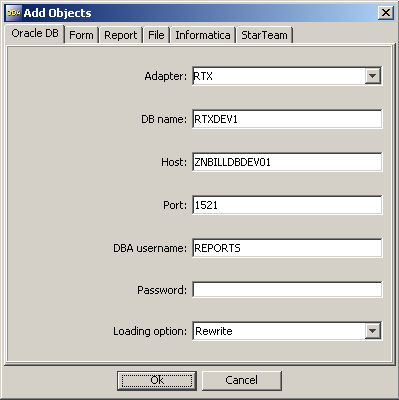 Add Objects
Oracle DB Form Report File Informatica StarTeam
Adapter: RTX
DB name: RTXDEV1
Host: ZNBILLDBDEV01
Port: 1521
DBA username: REPORTS
Password:
Loading option: Rewrite
Ok Cancel